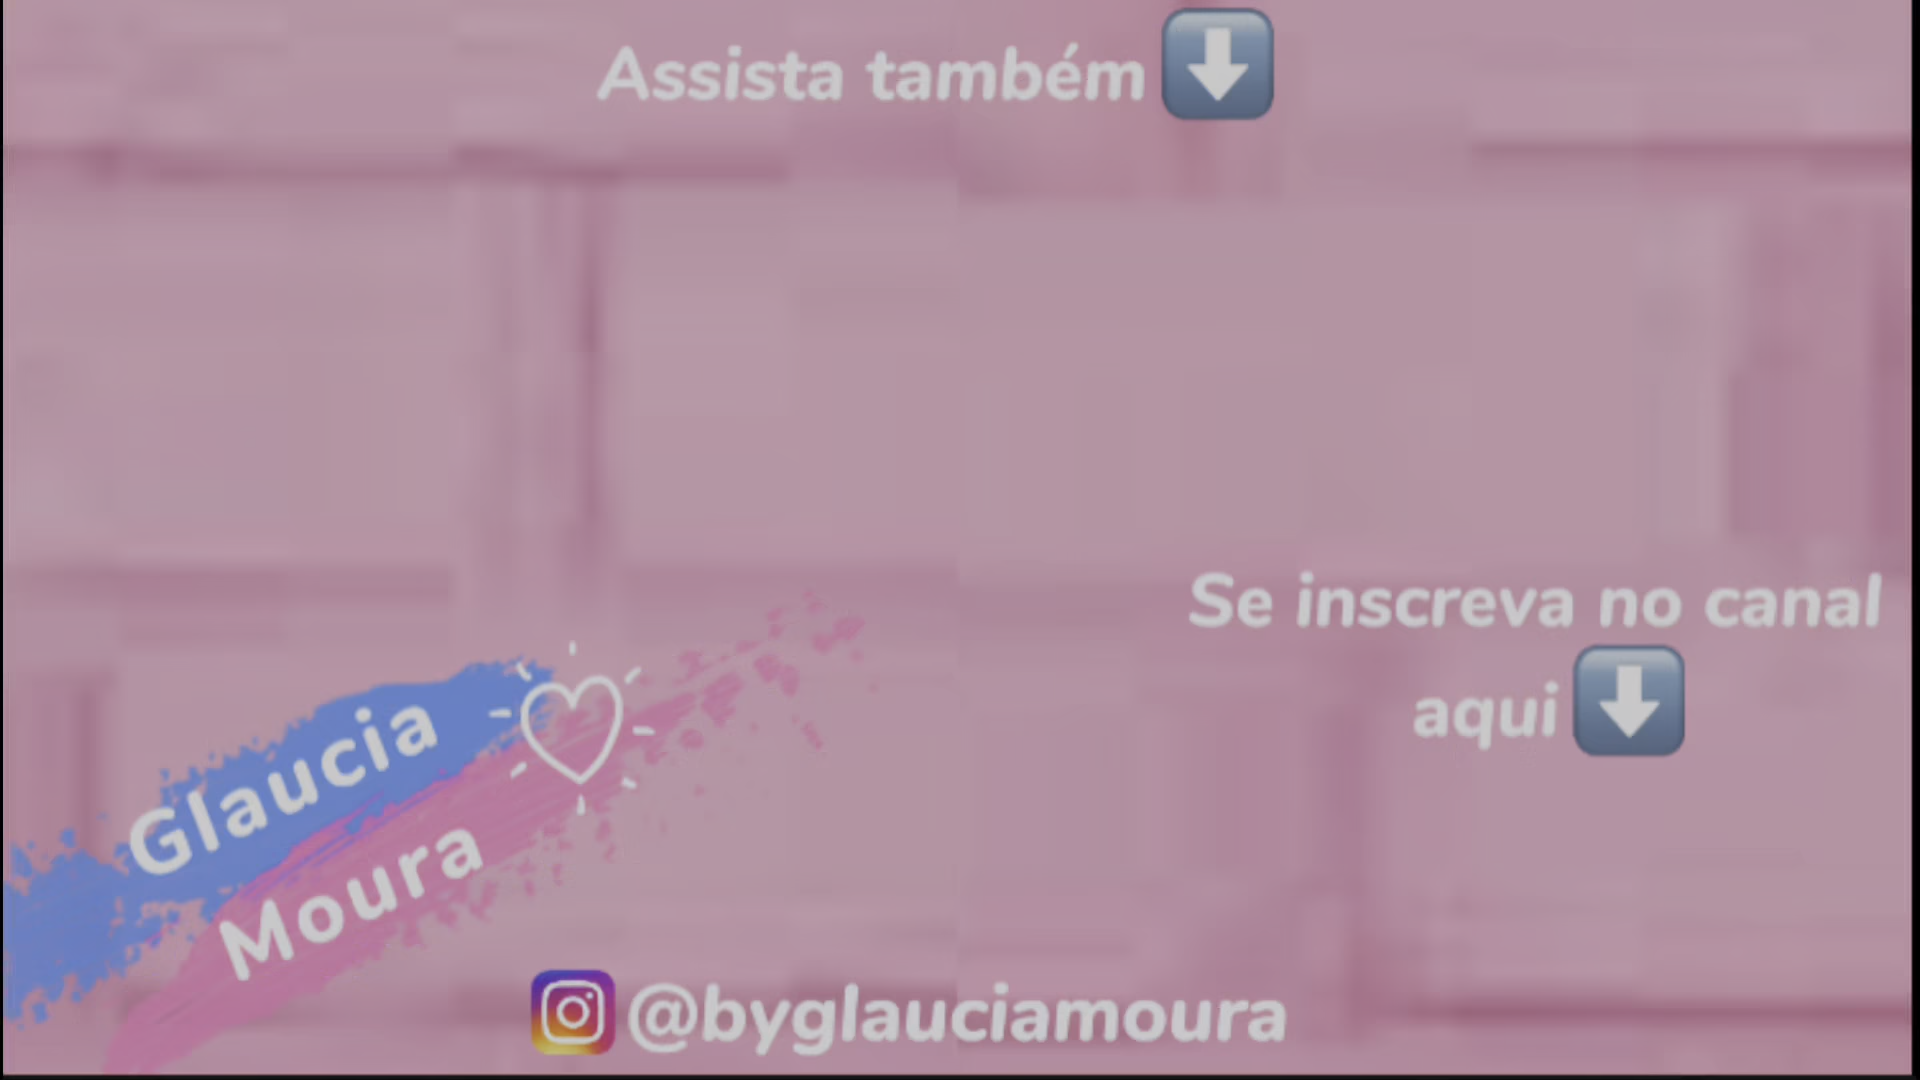 Assista também ⬇️
Se inscreva no canal
aqui ⬇️
Glaucia
Moura
@byglauciamoura